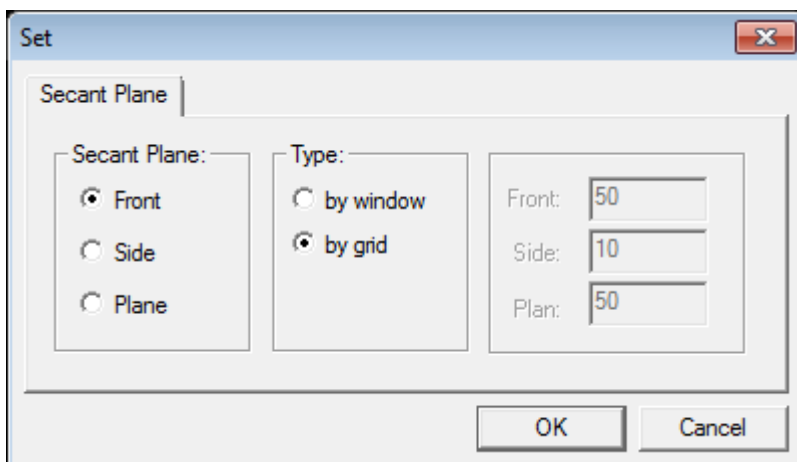 Set
Secant Plane
Secant Plane:
Front
Side
Plane
Type:
by window
by grid
Front: 50
Side: 10
Plan: 50
OK
Cancel